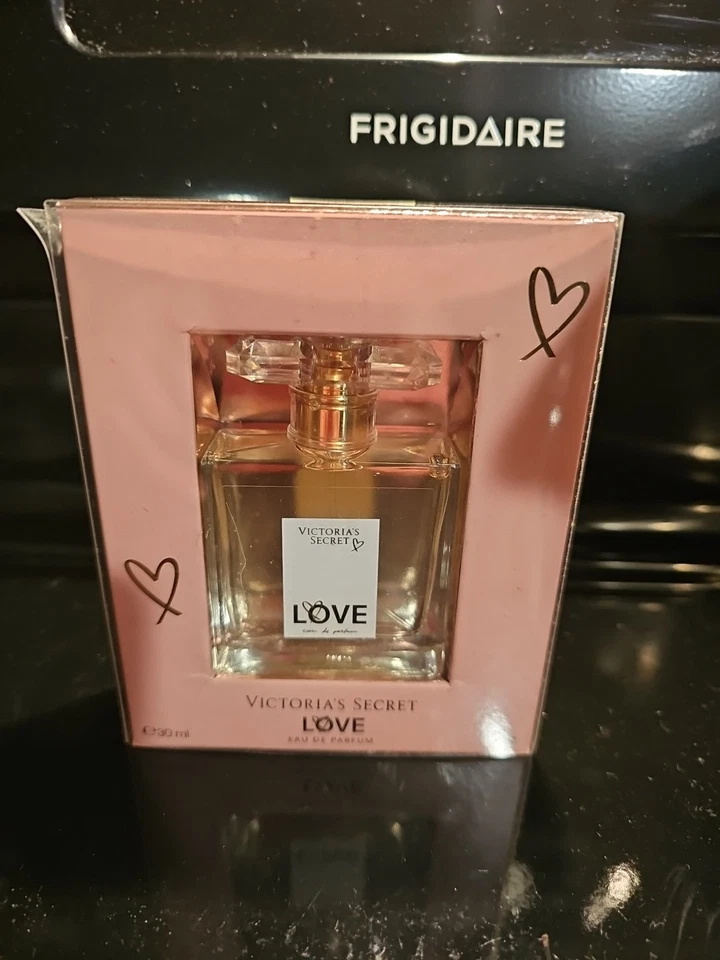 FRIGIDAIRE
VICTORIA'S
SECRET
LOVE
eau de parfum
VICTORIA'S SECRET
LOVE
EAU DE PARFUM
℮30 ml